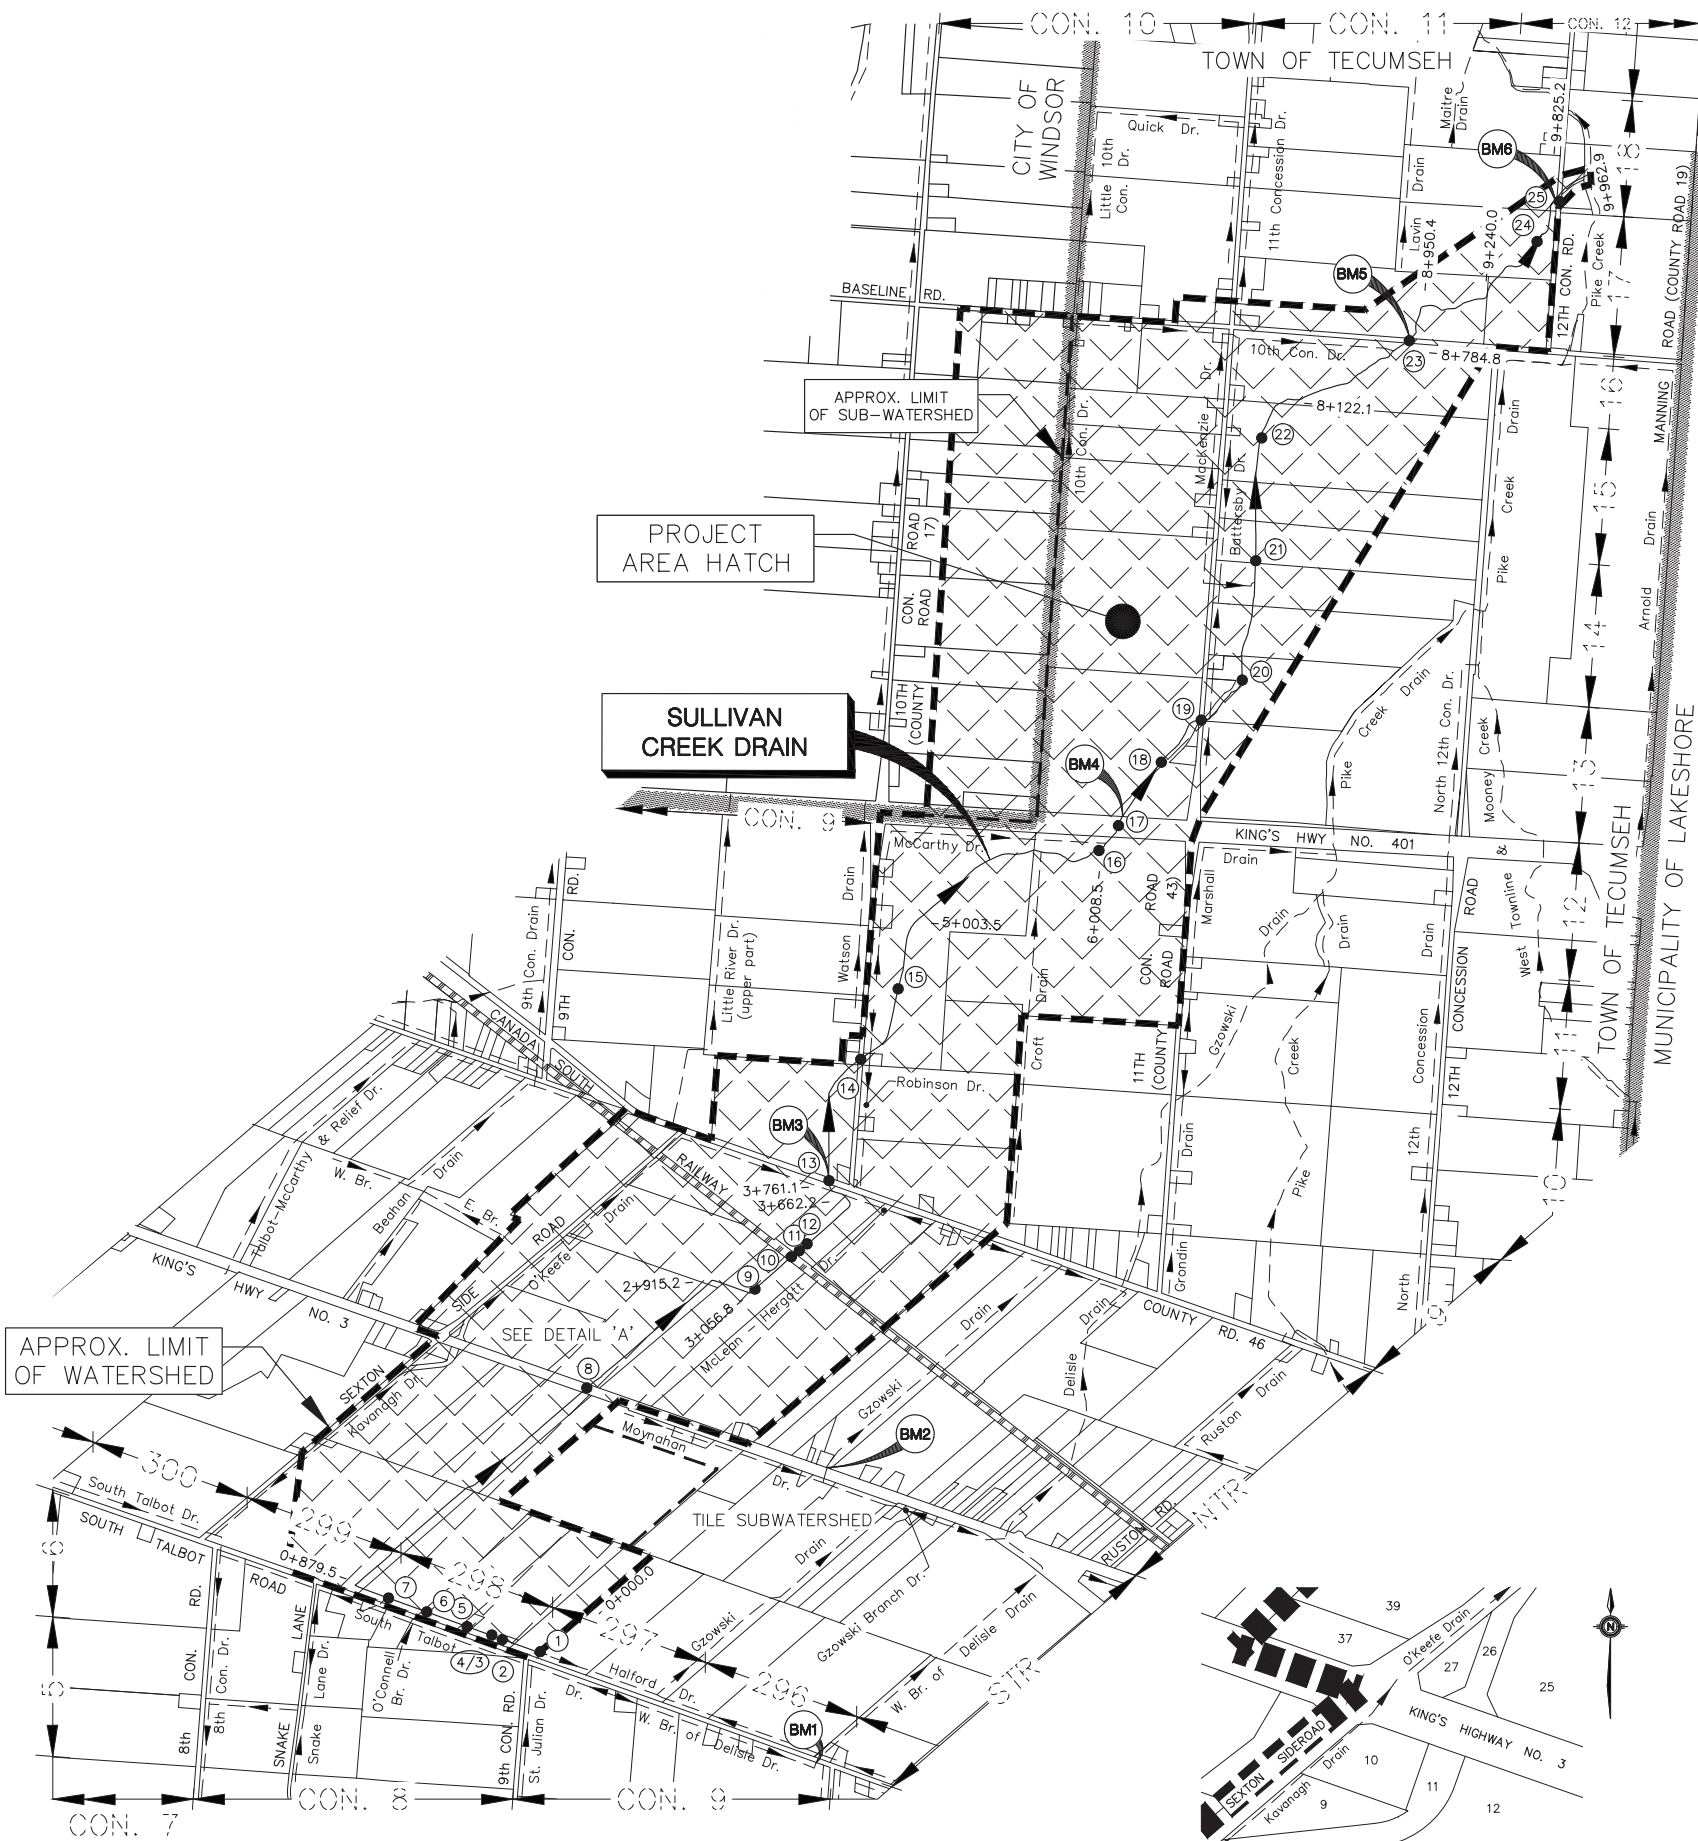 CON. 10
CON. 11
CON. 12
TOWN OF TECUMSEH
CITY OF
WINDSOR
Little 10th
Con. Dr.
Quick Dr.
11th Concession Dr.
Maitre
Drain
9+825.2
BM6
18
9+962.9
25
24
Lavin Drain
8+950.4
9+240.0
BM5
12TH CON. RD.
Pike Creek
17
MANNING ROAD (COUNTY ROAD 19)
BASELINE RD.
10th Con. Dr.
23
8+784.8
APPROX. LIMIT
OF SUB-WATERSHED
10th Con. Dr.
MacKenzie Dr.
8+122.1
22
Battersby Dr.
16
15
Pike Creek Drain
Arnold Drain
PROJECT
AREA HATCH
10TH CON. ROAD
(COUNTY ROAD 17)
21
14
20
19
Pike Creek Drain
North 12th Con. Dr.
Mooney Creek & West Townline
13
SULLIVAN
CREEK DRAIN
BM4
18
17
CON. 9
McCarthy Dr.
16
KING'S HWY NO. 401
TOWN OF TECUMSEH
MUNICIPALITY OF LAKESHORE
9TH CON. RD.
9th Con. Drain
Little River Dr.
(upper part)
Watson Drain
5+003.5
6+008.5
11TH CON. ROAD
(COUNTY ROAD 43)
Marshall Drain
Gzowski Drain
Pike Creek Drain
North 12th Concession Drain
12TH CONCESSION ROAD
12
11
10
9
15
14
Croft Drain
Robinson Dr.
Grondin Drain
CANADA SOUTH RAILWAY
Talbot-McCarthy & Relief Dr.
W. Br.
Beahan Drain
E. Br.
BM3
13
3+761.1
3+662.2
12
11
10
9
KING'S HWY NO. 3
SIDE ROAD
O'Keefe Drain
2+915.2
3+056.8
McLean - Hergott Dr.
SEE DETAIL 'A'
8
COUNTY RD. 46
APPROX. LIMIT
OF WATERSHED
SEXTON
Kavanagh Dr.
Moynahan Dr.
Gzowski Drain
Delisle Drain
Ruston Drain
BM2
TILE SUBWATERSHED
RUSTON RD.
NTR
300
299
298
297
296
South Talbot Dr.
SOUTH TALBOT ROAD
0+879.5
0+000.0
7
6
5
4/3
2
1
South Talbot Dr.
Gzowski Drain
Gzowski Branch Dr.
W. Br. of Delisle Drain
Halford Dr.
W. Br. of Delisle Dr.
STR
BM1
6
5
8th CON. RD.
8th Con. Dr.
SNAKE LANE
Snake Lane Dr.
O'Connell
Br. Dr.
9th CON. RD.
St. Julian Dr.
CON. 7
CON. 8
CON. 9
39
37
O'Keefe Drain
26
27
25
KING'S HIGHWAY NO. 3
SEXTON SIDEROAD
Kavanagh Drain
10
11
9
12
N